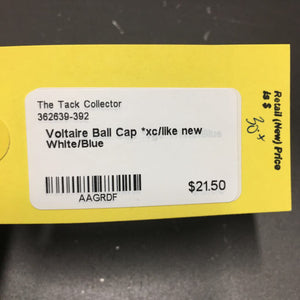 The Tack Collector
362639-392
Voltaire Ball Cap *xc/like new
White/Blue
AAGRDF
$21.50
Retail (New) Price
is $